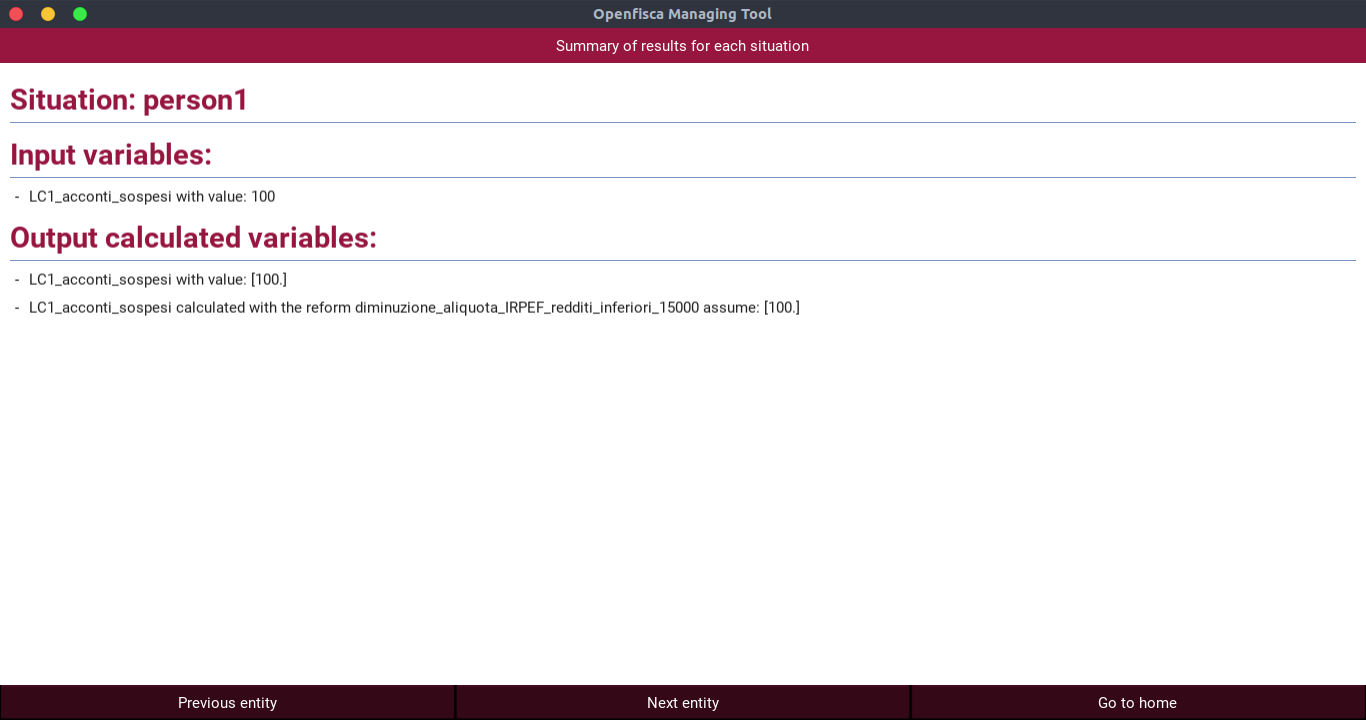 Openfisca Managing Tool
Summary of results for each situation
Situation: person1
Input variables:
- LC1_acconti_sospesi with value: 100
Output calculated variables:
- LC1_acconti_sospesi with value: [100.]
- LC1_acconti_sospesi calculated with the reform diminuzione_aliquota_IRPEF_redditi_inferiori_15000 assume: [100.]
Previous entity
Next entity
Go to home